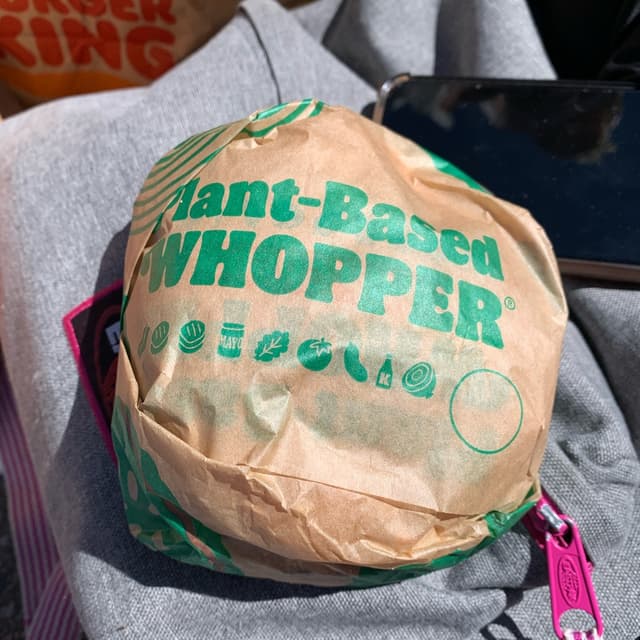 BURGER
KING
Plant-Based
WHOPPER®
MAYO